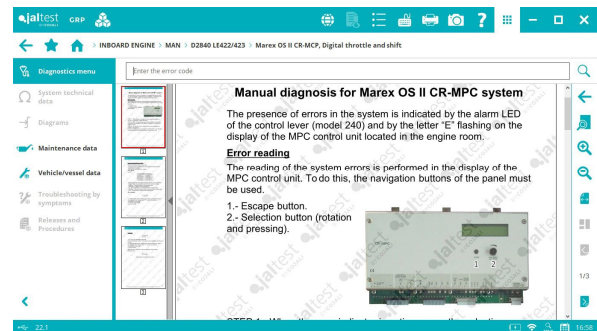 jaltest GRP
INBOARD ENGINE > MAN > D2840 LE422/423 > Marex OS II CR-MCP, Digital throttle and shift
Diagnostics menu
Enter the error code
System technical
data
Diagrams
Maintenance data
Vehicle/vessel data
Troubleshooting by
symptoms
Releases and
Procedures
Manual diagnosis for Marex OS II CR-MPC system
The presence of errors in the system is indicated by the alarm LED
of the control lever (model 240) and by the letter "E" flashing on the
display of the MPC control unit located in the engine room.
Error reading
The reading of the system errors is performed in the display of the
MPC control unit. To do this, the navigation buttons of the panel must
be used.
1.- Escape button.
2.- Selection button (rotation
and pressing).
1 2
1
2
3
1/3
22.1
16:58